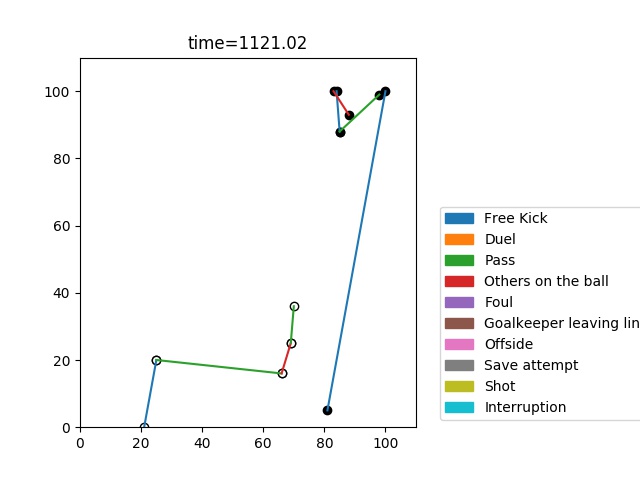 time=1121.02
100
80
60
40
20
0
0 20 40 60 80 100
Free Kick
Duel
Pass
Others on the ball
Foul
Goalkeeper leaving lin
Offside
Save attempt
Shot
Interruption